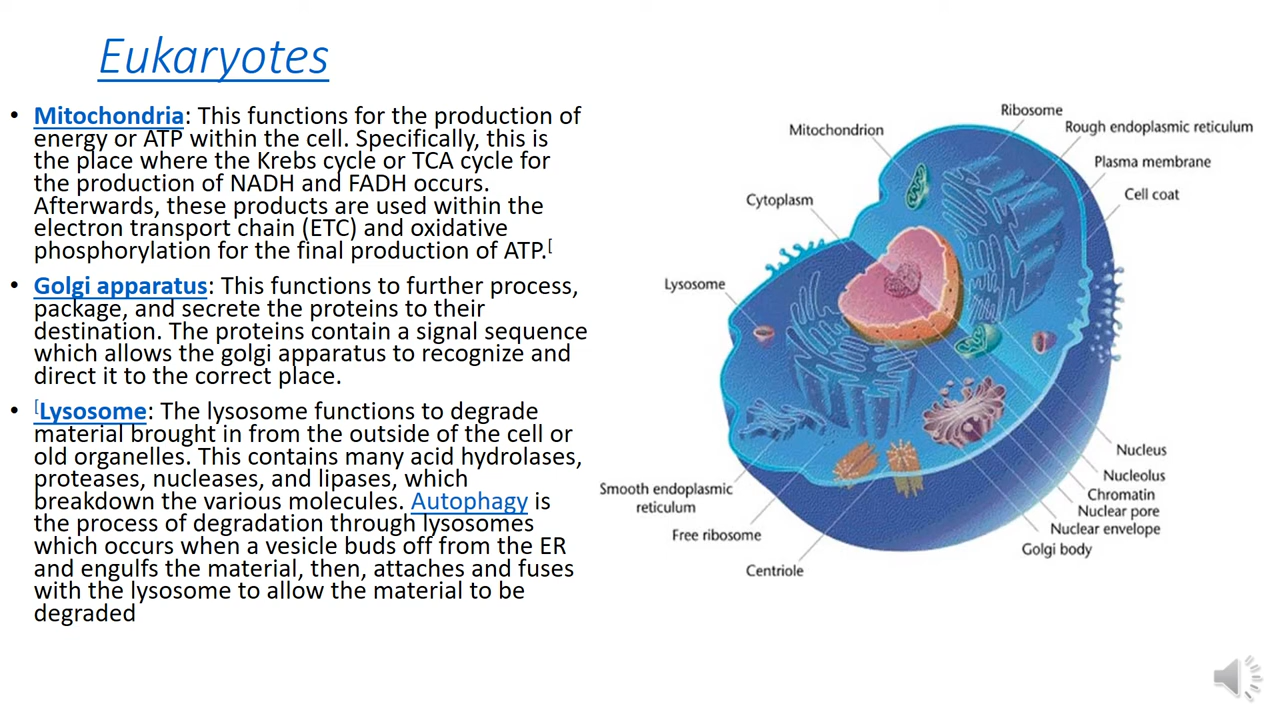 Eukaryotes
• Mitochondria: This functions for the production of
energy or ATP within the cell. Specifically, this is
the place where the Krebs cycle or TCA cycle for
the production of NADH and FADH occurs.
Afterwards, these products are used within the
electron transport chain (ETC) and oxidative
phosphorylation for the final production of ATP.[
• Golgi apparatus: This functions to further process,
package, and secrete the proteins to their
destination. The proteins contain a signal sequence
which allows the golgi apparatus to recognize and
direct it to the correct place.
• [Lysosome: The lysosome functions to degrade
material brought in from the outside of the cell or
old organelles. This contains many acid hydrolases,
proteases, nucleases, and lipases, which
breakdown the various molecules. Autophagy is
the process of degradation through lysosomes
which occurs when a vesicle buds off from the ER
and engulfs the material, then, attaches and fuses
with the lysosome to allow the material to be
degraded
Ribosome
Mitochondrion
Rough endoplasmic reticulum
Plasma membrane
Cell coat
Cytoplasm
Lysosome
Nucleus
Nucleolus
Chromatin
Nuclear pore
Nuclear envelope
Golgi body
Smooth endoplasmic
reticulum
Free ribosome
Centriole